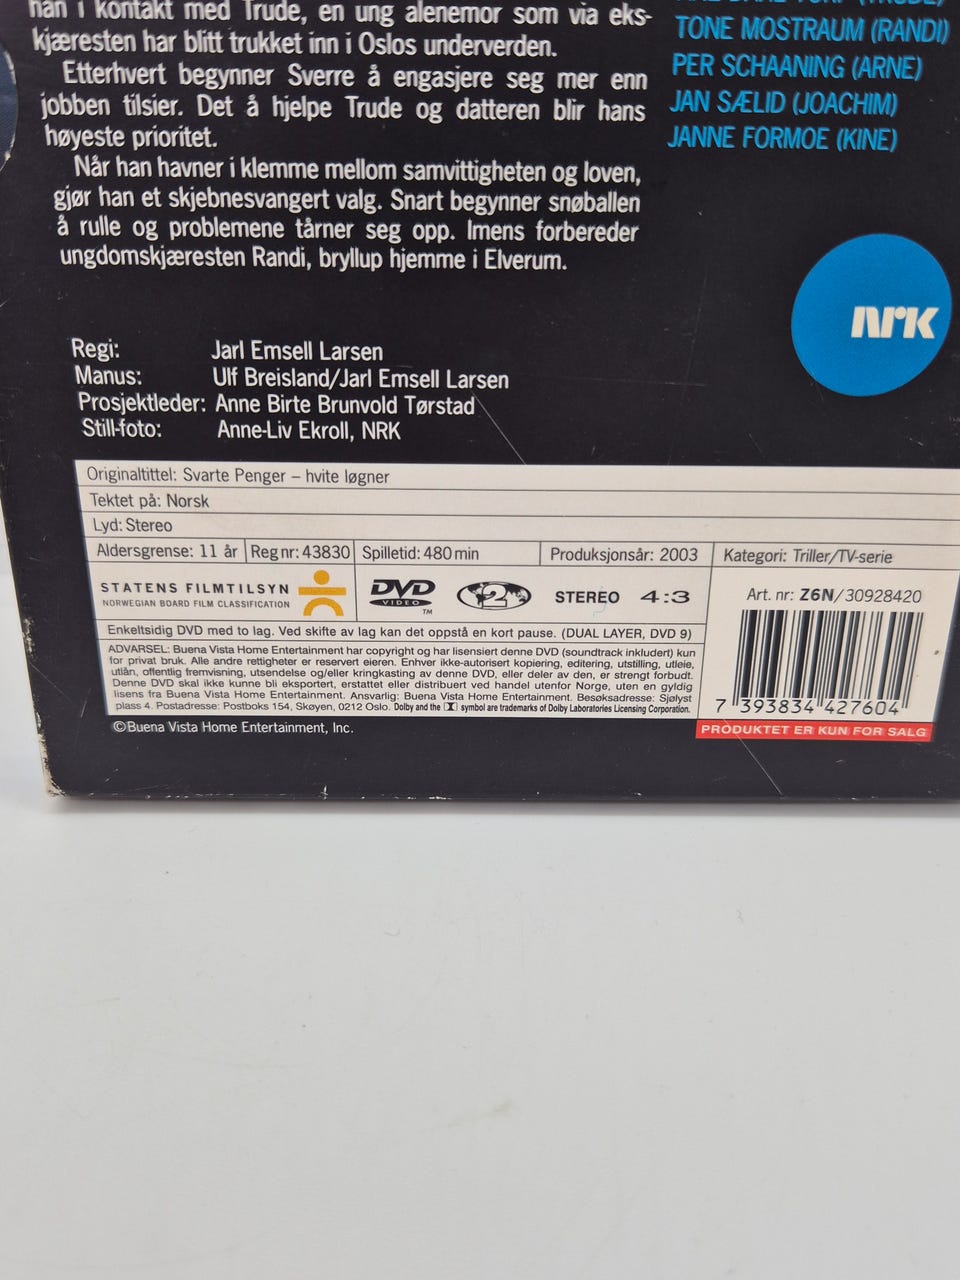 han i kontakt med Trude, en ung alenemor som via eks-
kjæresten har blitt trukket inn i Oslos underverden.
Etterhvert begynner Sverre å engasjere seg mer enn
jobben tilsier. Det å hjelpe Trude og datteren blir hans
høyeste prioritet.
Når han havner i klemme mellom samvittigheten og loven,
gjør han et skjebnesvangert valg. Snart begynner snøballen
å rulle og problemene tårner seg opp. Imens forbereder
ungdomskjæresten Randi, bryllup hjemme i Elverum.
(TRUDE)
TONE MOSTRAUM (RANDI)
PER SCHAANING (ARNE)
JAN SÆLID (JOACHIM)
JANNE FORMOE (KINE)
NRK
Regi: Jarl Emsell Larsen
Manus: Ulf Breisland/Jarl Emsell Larsen
Prosjektleder: Anne Birte Brunvold Tørstad
Still-foto: Anne-Liv Ekroll, NRK
Originaltittel: Svarte Penger – hvite løgner
Tektet på: Norsk
Lyd: Stereo
Aldersgrense: 11 år Reg nr: 43830 Spilletid: 480 min Produksjonsår: 2003 Kategori: Triller/TV-serie
STATENS FILMTILSYN
NORWEGIAN BOARD FILM CLASSIFICATION
DVD
VIDEO
TM
2
STEREO 4:3
Art. nr: Z6N/30928420
Enkeltsidig DVD med to lag. Ved skifte av lag kan det oppstå en kort pause. (DUAL LAYER, DVD 9)
ADVARSEL: Buena Vista Home Entertainment har copyright og har lisensiert denne DVD (soundtrack inkludert) kun
for privat bruk. Alle andre rettigheter er reservert eieren. Enhver ikke-autorisert kopiering, editering, utstilling, utleie,
utlån, offentlig fremvisning, utsendelse og/eller kringkasting av denne DVD, eller deler av den, er strengt forbudt.
Denne DVD skal ikke kunne bli eksportert, erstattet eller distribuert ved handel utenfor Norge, uten en gyldig
lisens fra Buena Vista Home Entertainment. Ansvarlig: Buena Vista Home Entertainment. Besøksadresse: Sjølyst
plass 4. Postadresse: Postboks 154, Skøyen, 0212 Oslo. Dolby and the symbol are trademarks of Dolby Laboratories Licensing Corporation.
7 393834 427604
PRODUKTET ER KUN FOR SALG
©Buena Vista Home Entertainment, Inc.